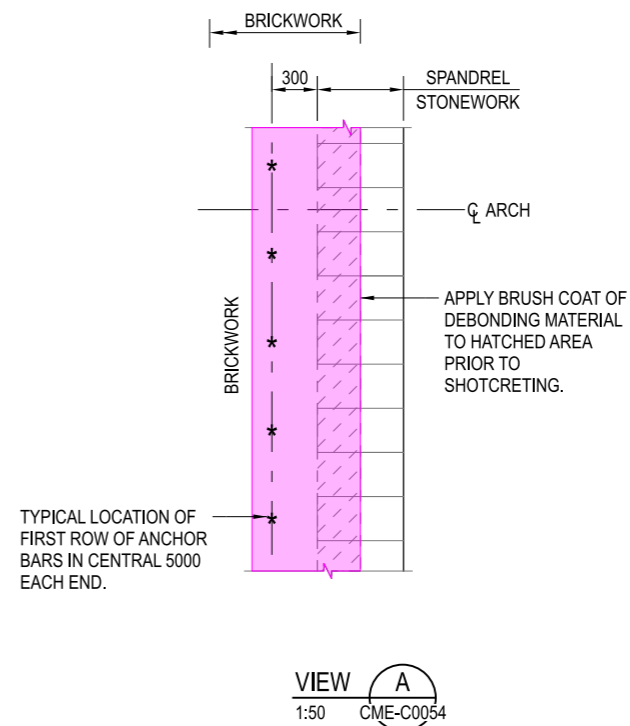 BRICKWORK
300
SPANDREL
STONEWORK
℄ ARCH
BRICKWORK
APPLY BRUSH COAT OF
DEBONDING MATERIAL
TO HATCHED AREA
PRIOR TO
SHOTCRETING.
TYPICAL LOCATION OF
FIRST ROW OF ANCHOR
BARS IN CENTRAL 5000
EACH END.
VIEW A
1:50 CME-C0054